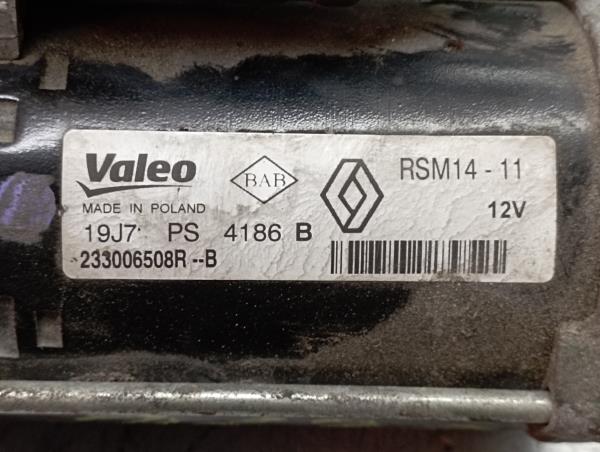 Valeo
MADE IN POLAND
BAB
RSM14 - 11
12V
19J7 PS 4186 B
233006508R --B